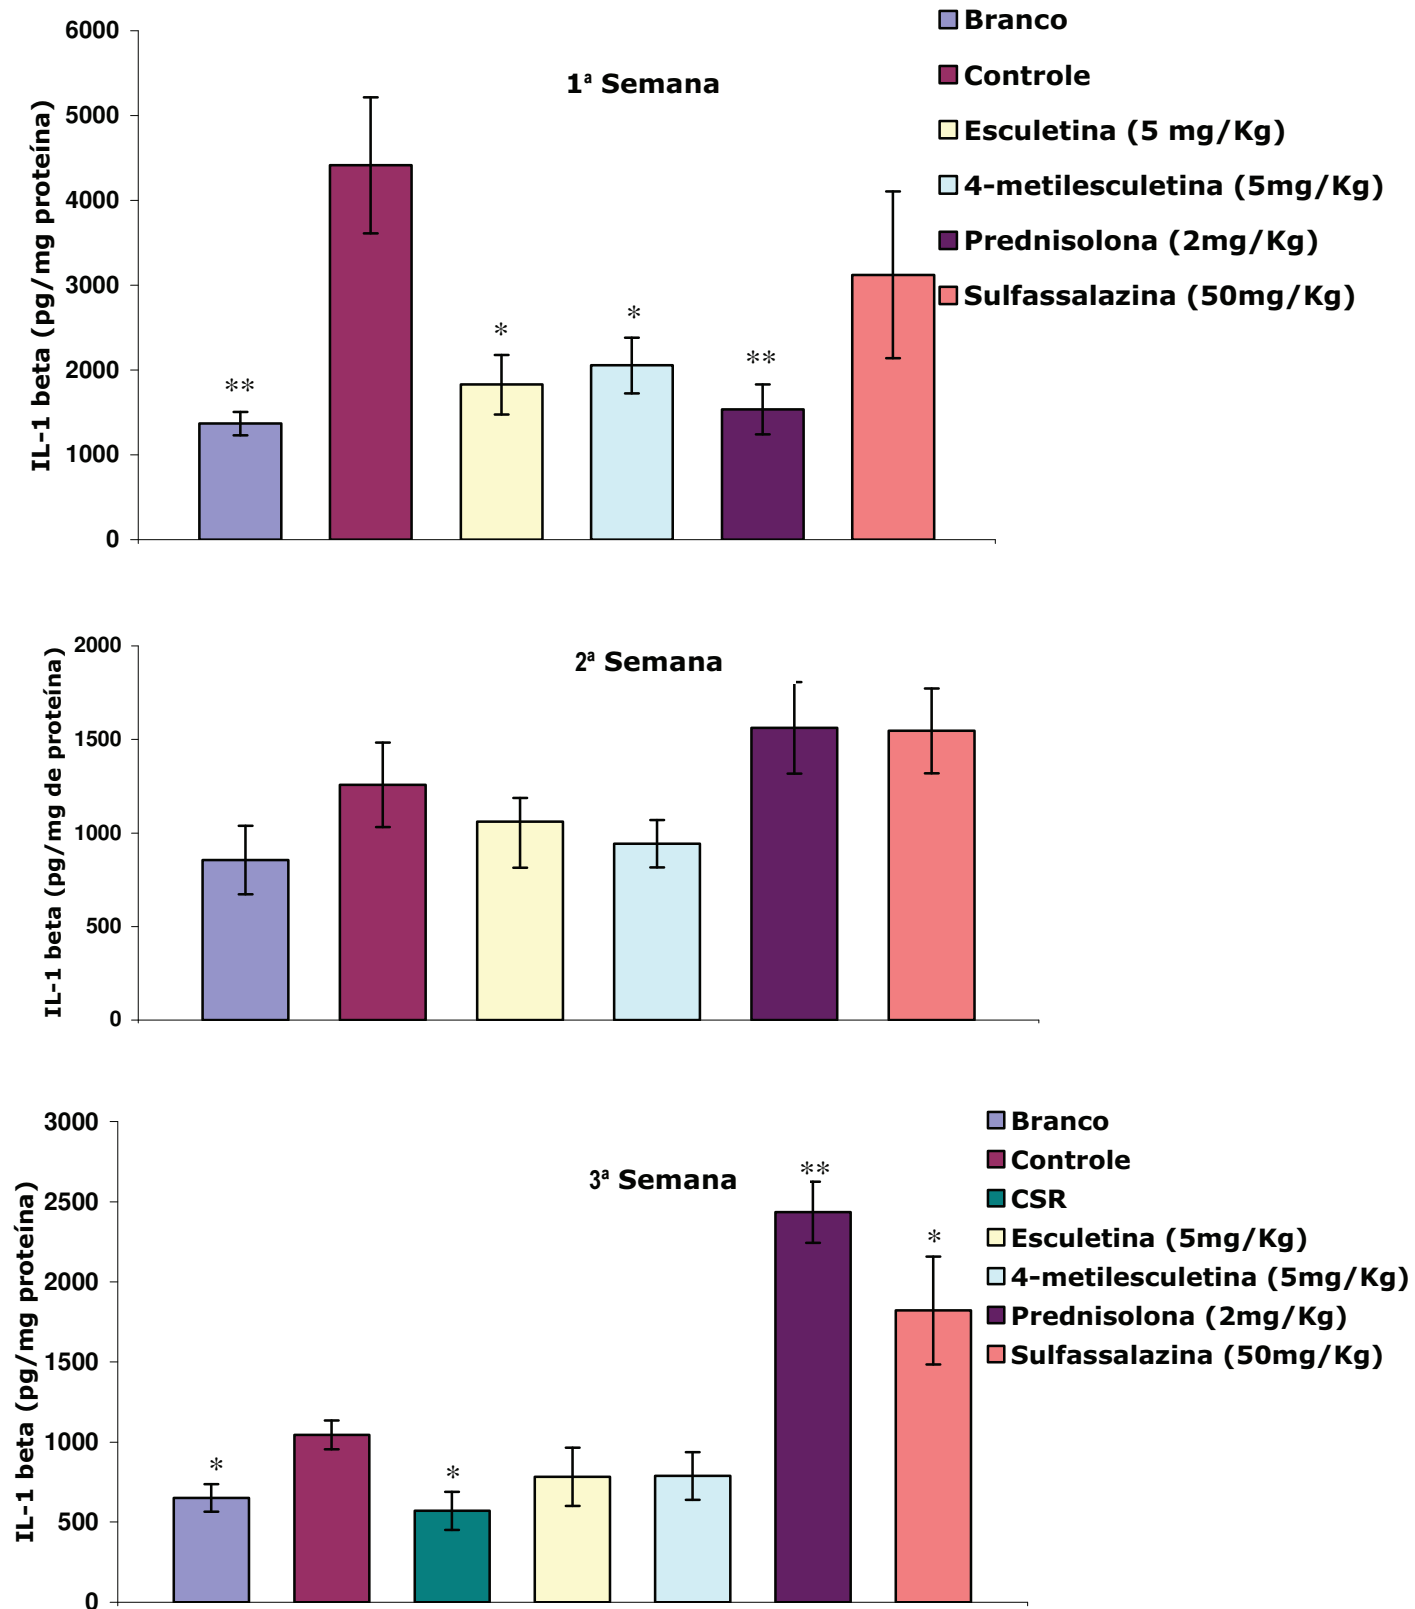 6000
5000
4000
3000
2000
1000
0
IL-1 beta (pg/mg proteína)
1ª Semana
**
*
*
**
Branco
Controle
Esculetina (5 mg/Kg)
4-metilesculetina (5mg/Kg)
Prednisolona (2mg/Kg)
Sulfassalazina (50mg/Kg)
2000
1500
1000
500
0
IL-1 beta (pg/mg de proteína)
2ª Semana
3000
2500
2000
1500
1000
500
0
IL-1 beta (pg/mg proteína)
3ª Semana
*
*
**
*
Branco
Controle
CSR
Esculetina (5mg/Kg)
4-metilesculetina (5mg/Kg)
Prednisolona (2mg/Kg)
Sulfassalazina (50mg/Kg)